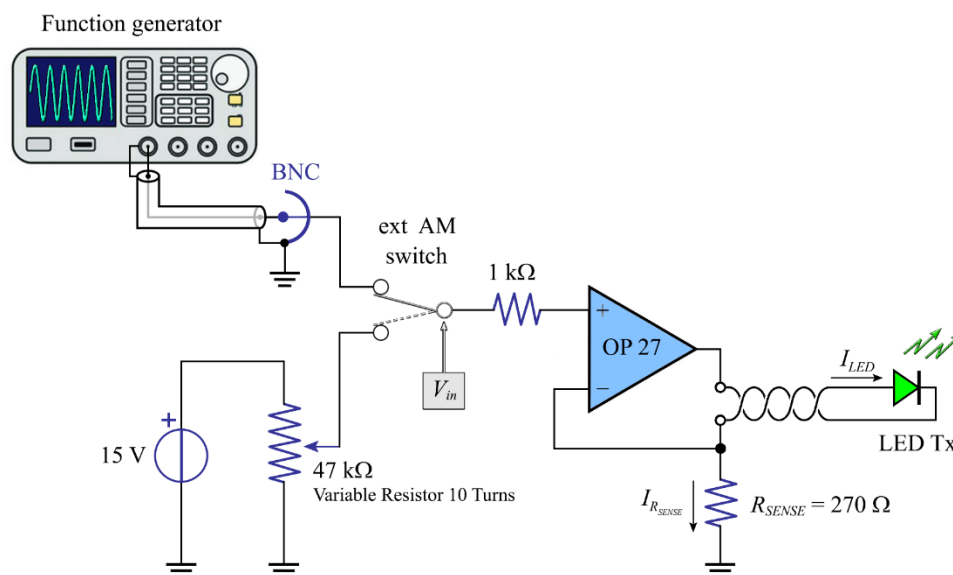 Function generator
BNC
ext AM
switch
1 kΩ
+
OP 27
−
I_LED
LED Tx
V_in
+
15 V
47 kΩ
Variable Resistor 10 Turns
I_R_SENSE
R_SENSE = 270 Ω